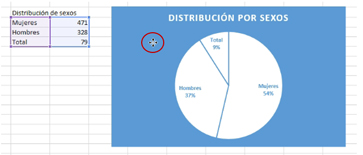 Distribución de sexos
Mujeres 471
Hombres 328
Total 79
DISTRIBUCIÓN POR SEXOS
Total
9%
Hombres
37%
Mujeres
54%